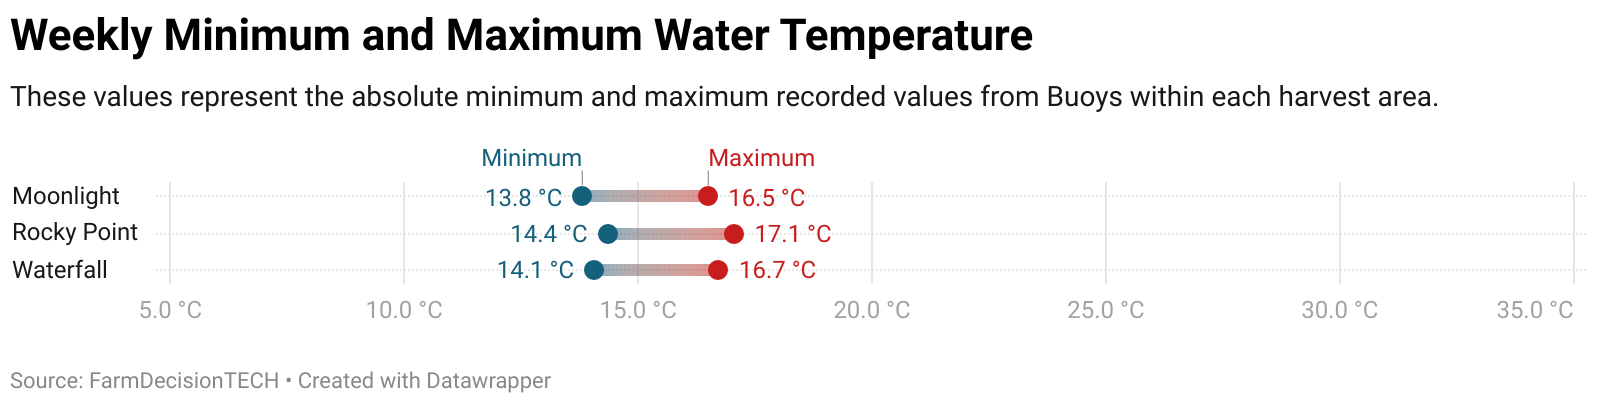 Weekly Minimum and Maximum Water Temperature
These values represent the absolute minimum and maximum recorded values from Buoys within each harvest area.
Minimum Maximum
Moonlight 13.8 °C 16.5 °C
Rocky Point 14.4 °C 17.1 °C
Waterfall 14.1 °C 16.7 °C
5.0 °C 10.0 °C 15.0 °C 20.0 °C 25.0 °C 30.0 °C 35.0 °C
Source: FarmDecisionTECH • Created with Datawrapper